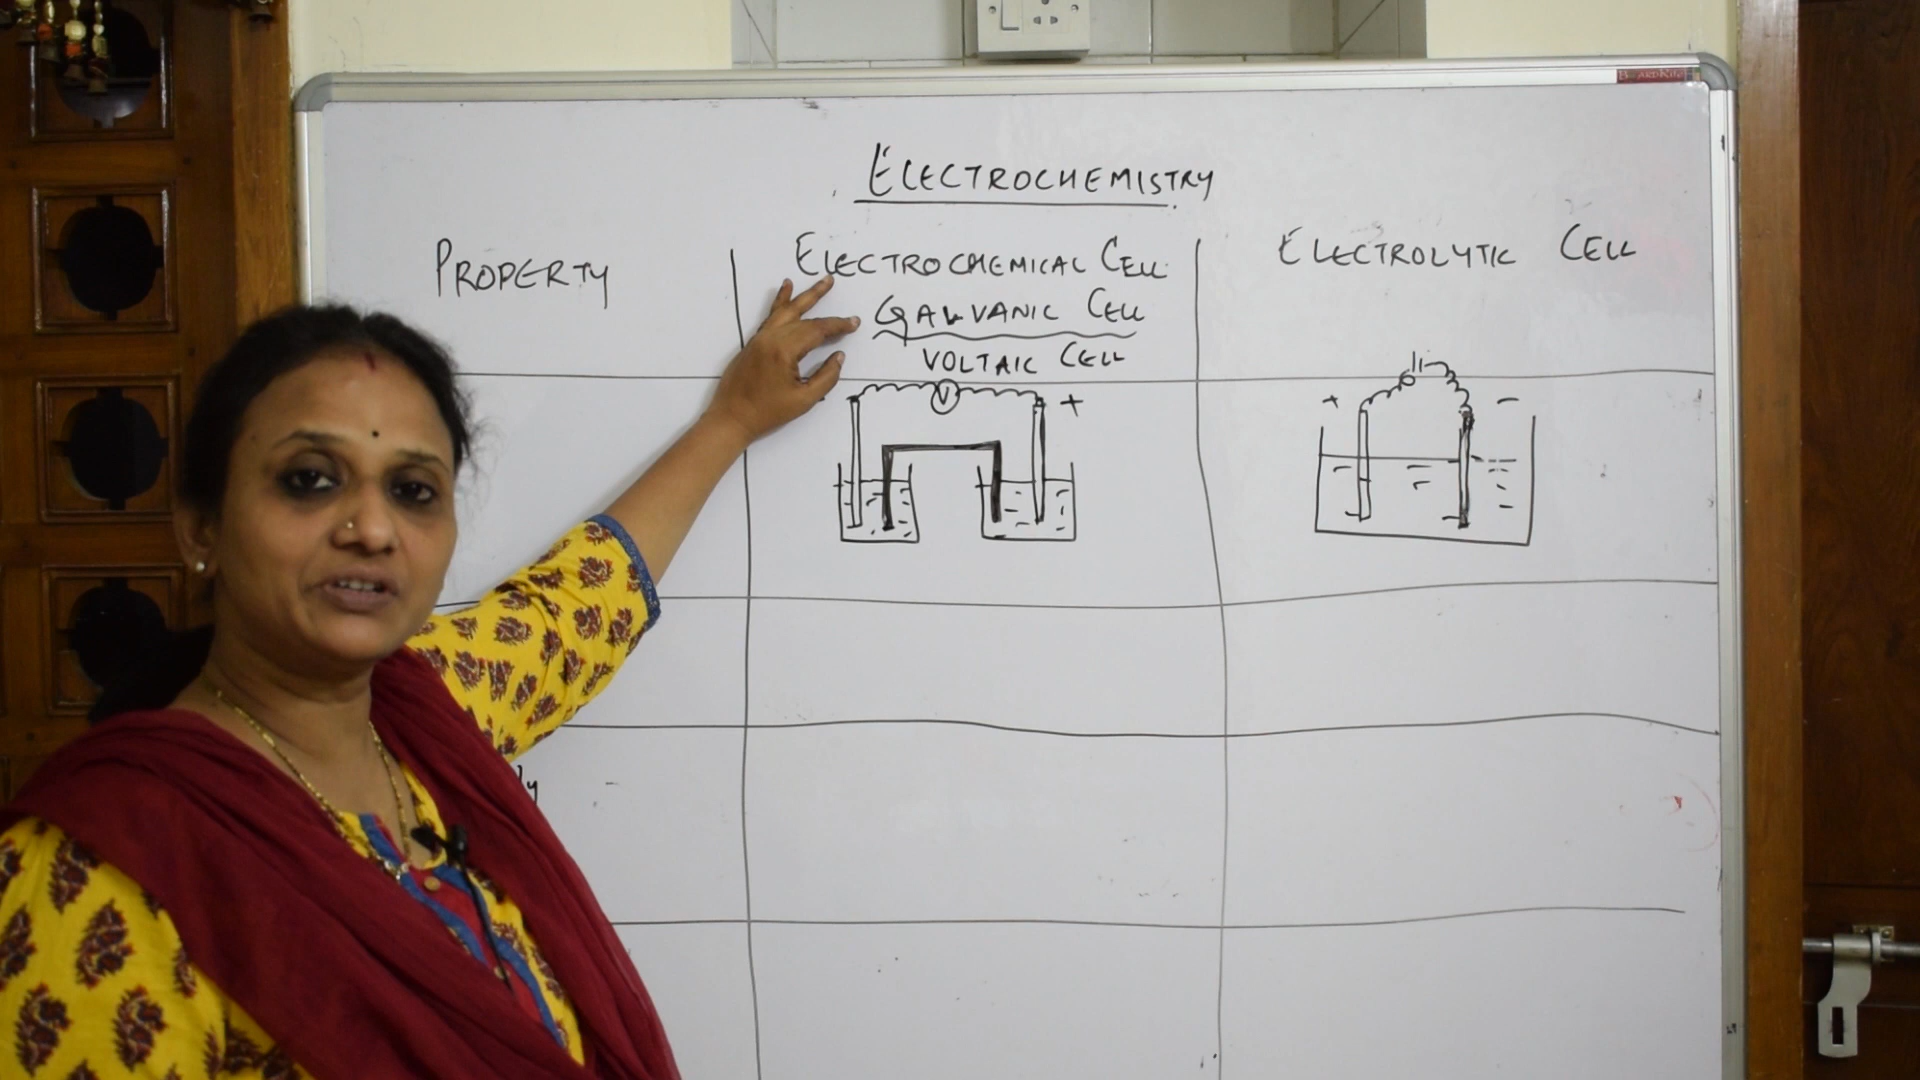 ELECTROCHEMISTRY
PROPERTY
ELECTROCHEMICAL CELL
GALVANIC CELL
VOLTAIC CELL
ELECTROLYTIC CELL
V
+
+
-